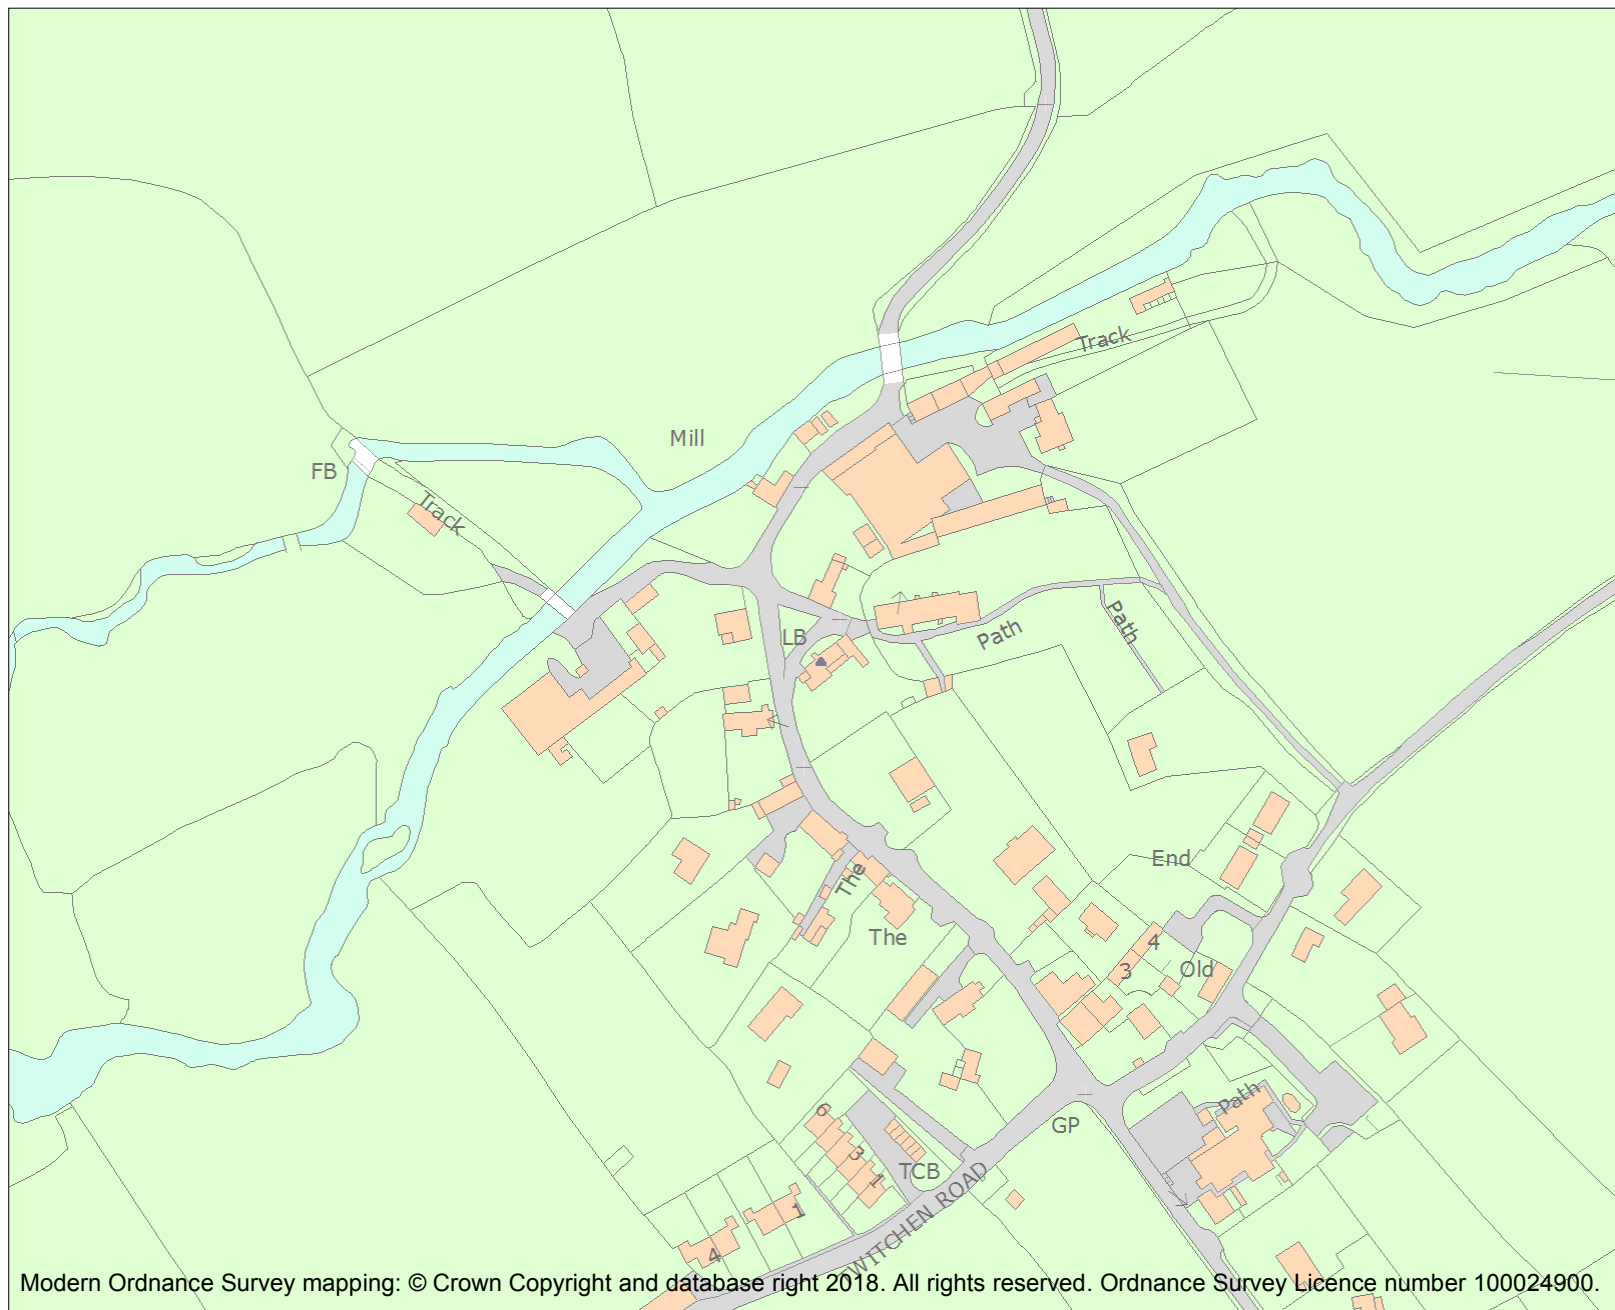 Track
Mill
FB
Track
LB
Path
Path
End
The
The
4
3
Old
Path
6
GP
3
TCB
1
TWITCHEN ROAD
1
4
Modern Ordnance Survey mapping: © Crown Copyright and database right 2018. All rights reserved. Ordnance Survey Licence number 100024900.